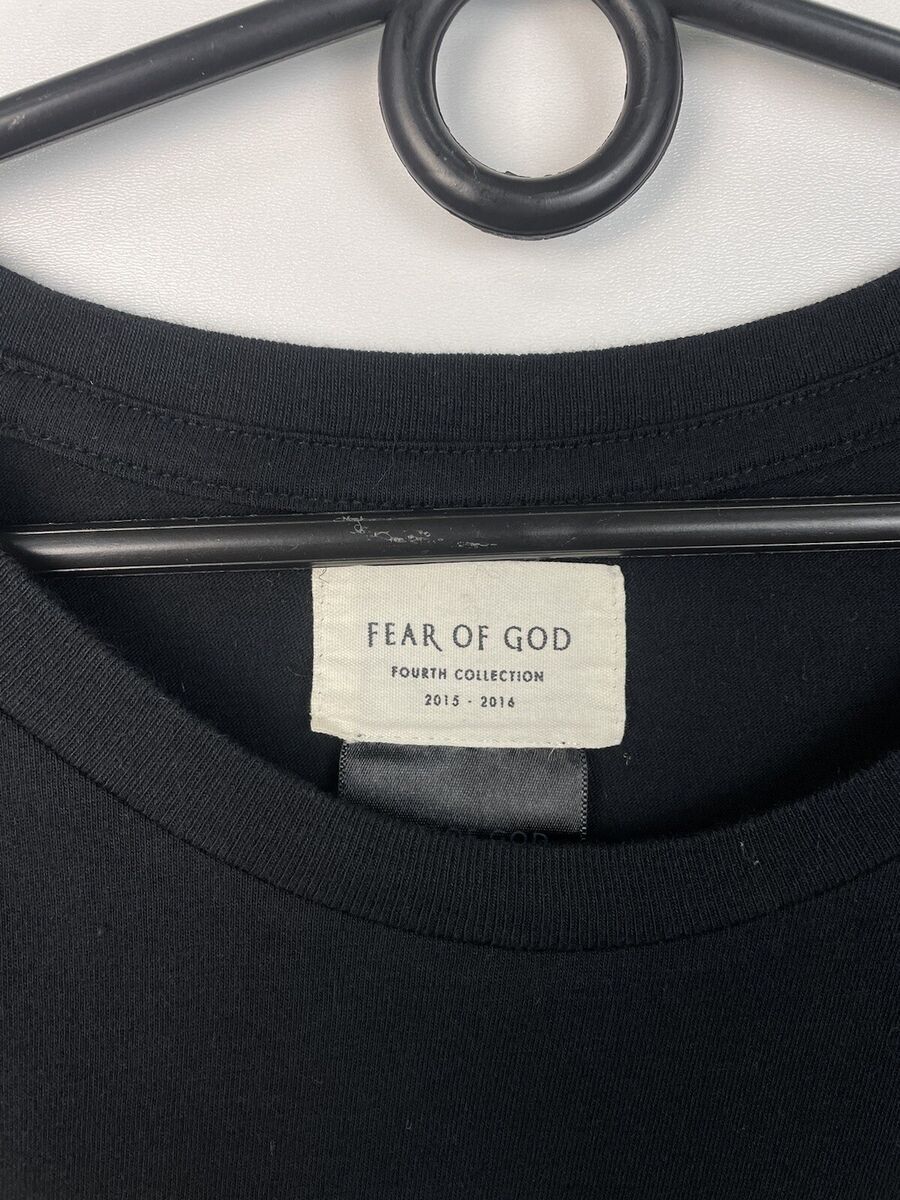 FEAR OF GOD
FOURTH COLLECTION
2015 - 2016